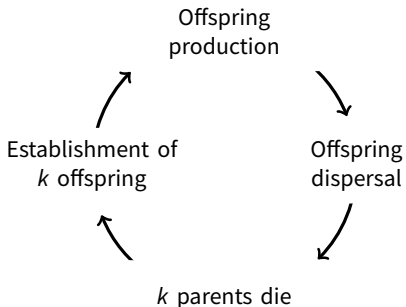 Offspring
production
Offspring
dispersal
k parents die
Establishment of
k offspring